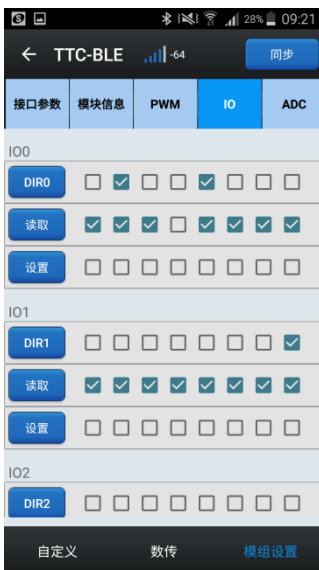 28% 09:21
TTC-BLE -64 同步
接口参数 模块信息 PWM IO ADC
IO0
DIR0
读取
设置
IO1
DIR1
读取
设置
IO2
DIR2
自定义 数传 模组设置